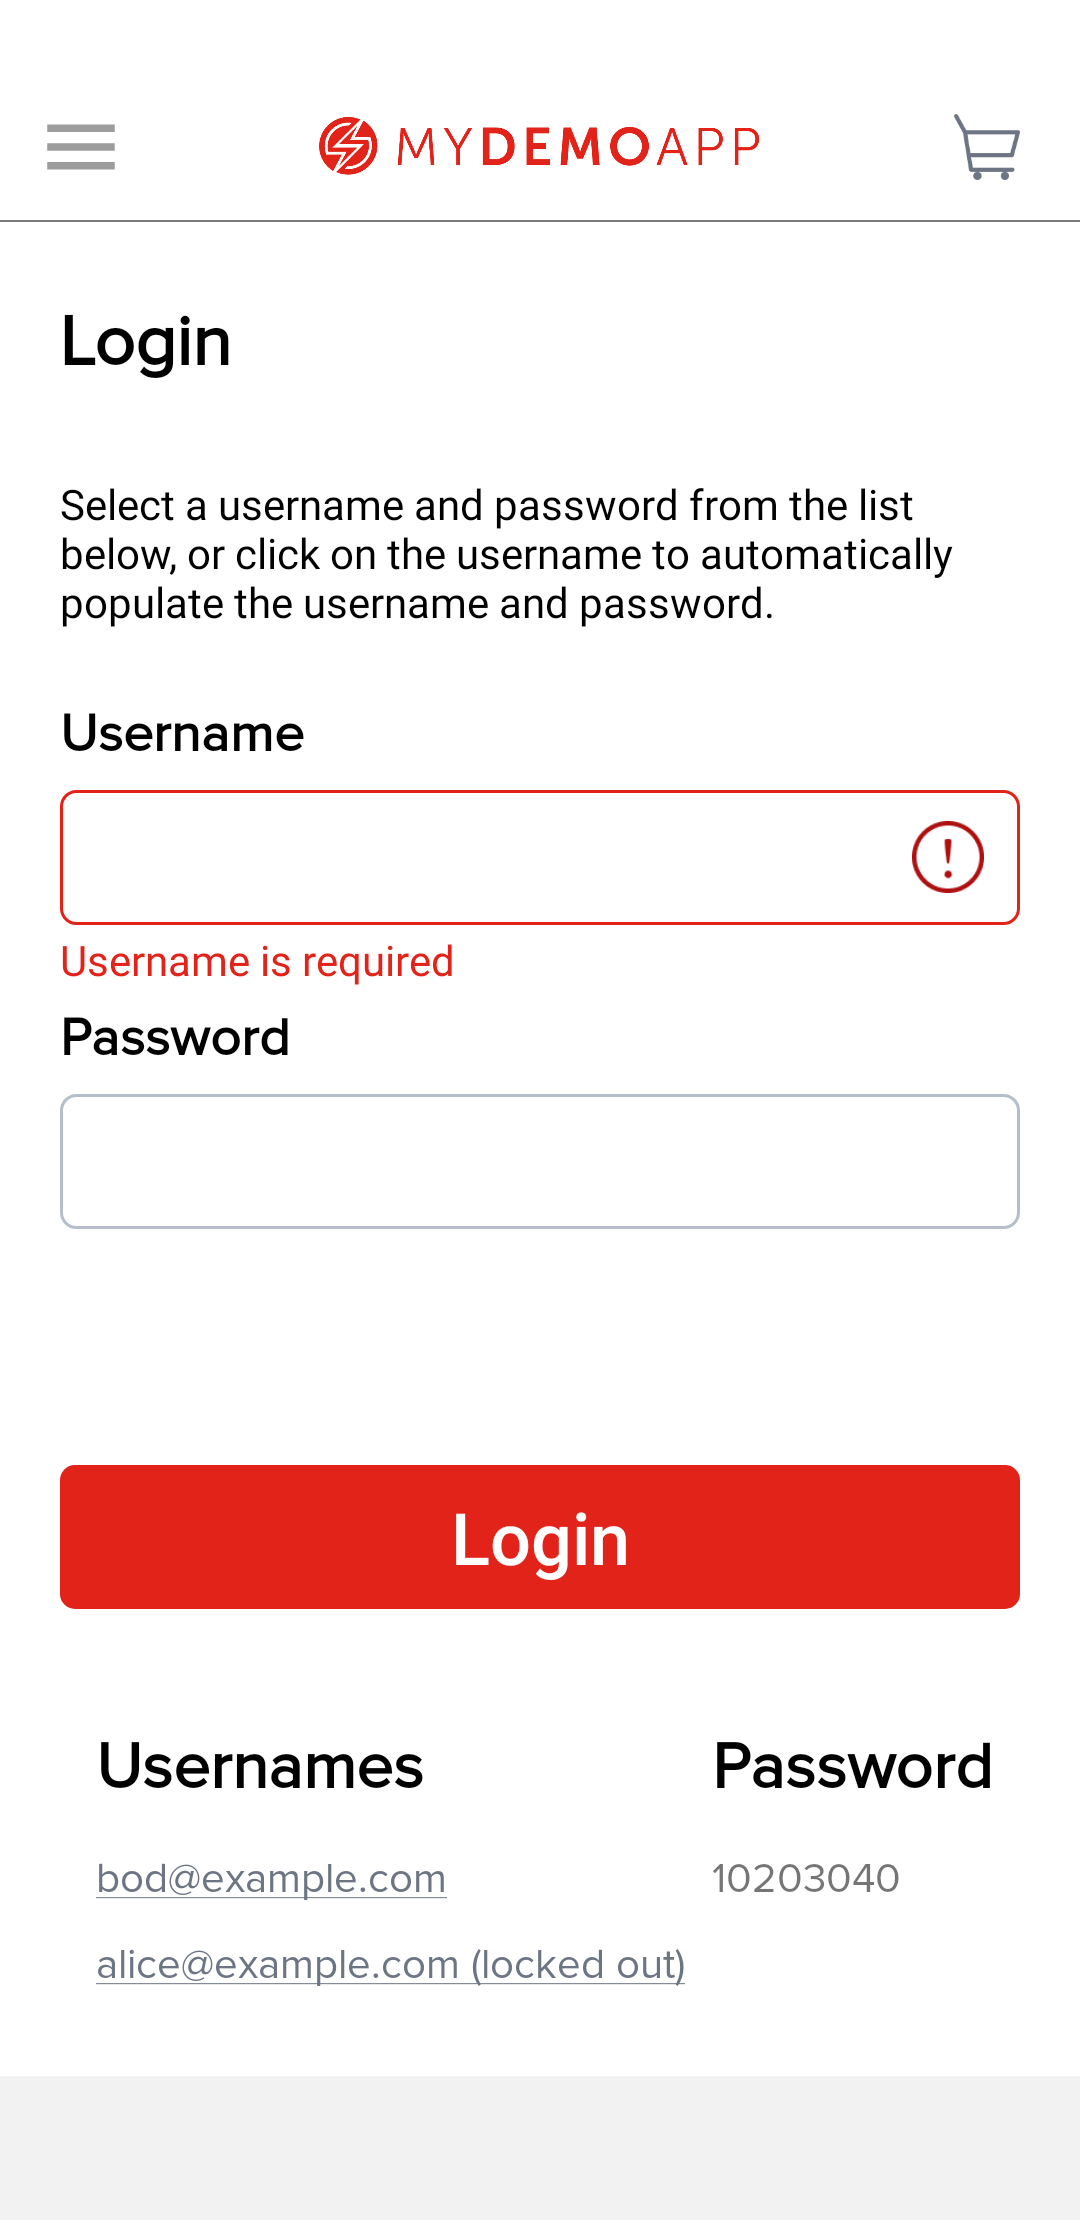 MYDEMOAPP
Login
Select a username and password from the list
below, or click on the username to automatically
populate the username and password.
Username
!
Username is required
Password
Login
Usernames Password
bod@example.com 10203040
alice@example.com (locked out)